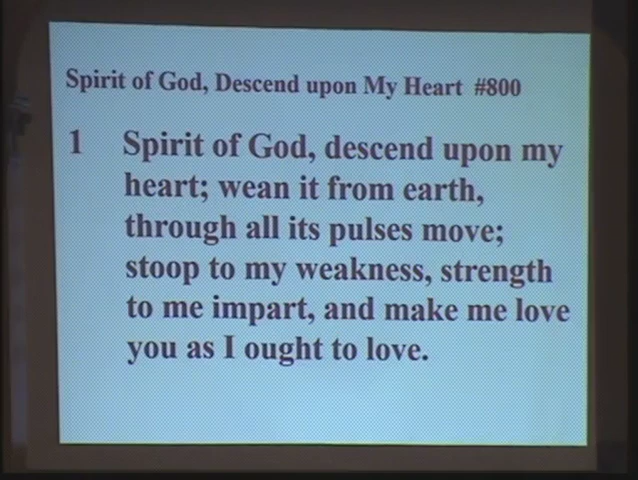 Spirit of God, Descend upon My Heart #800
1 Spirit of God, descend upon my
heart; wean it from earth,
through all its pulses move;
stoop to my weakness, strength
to me impart, and make me love
you as I ought to love.